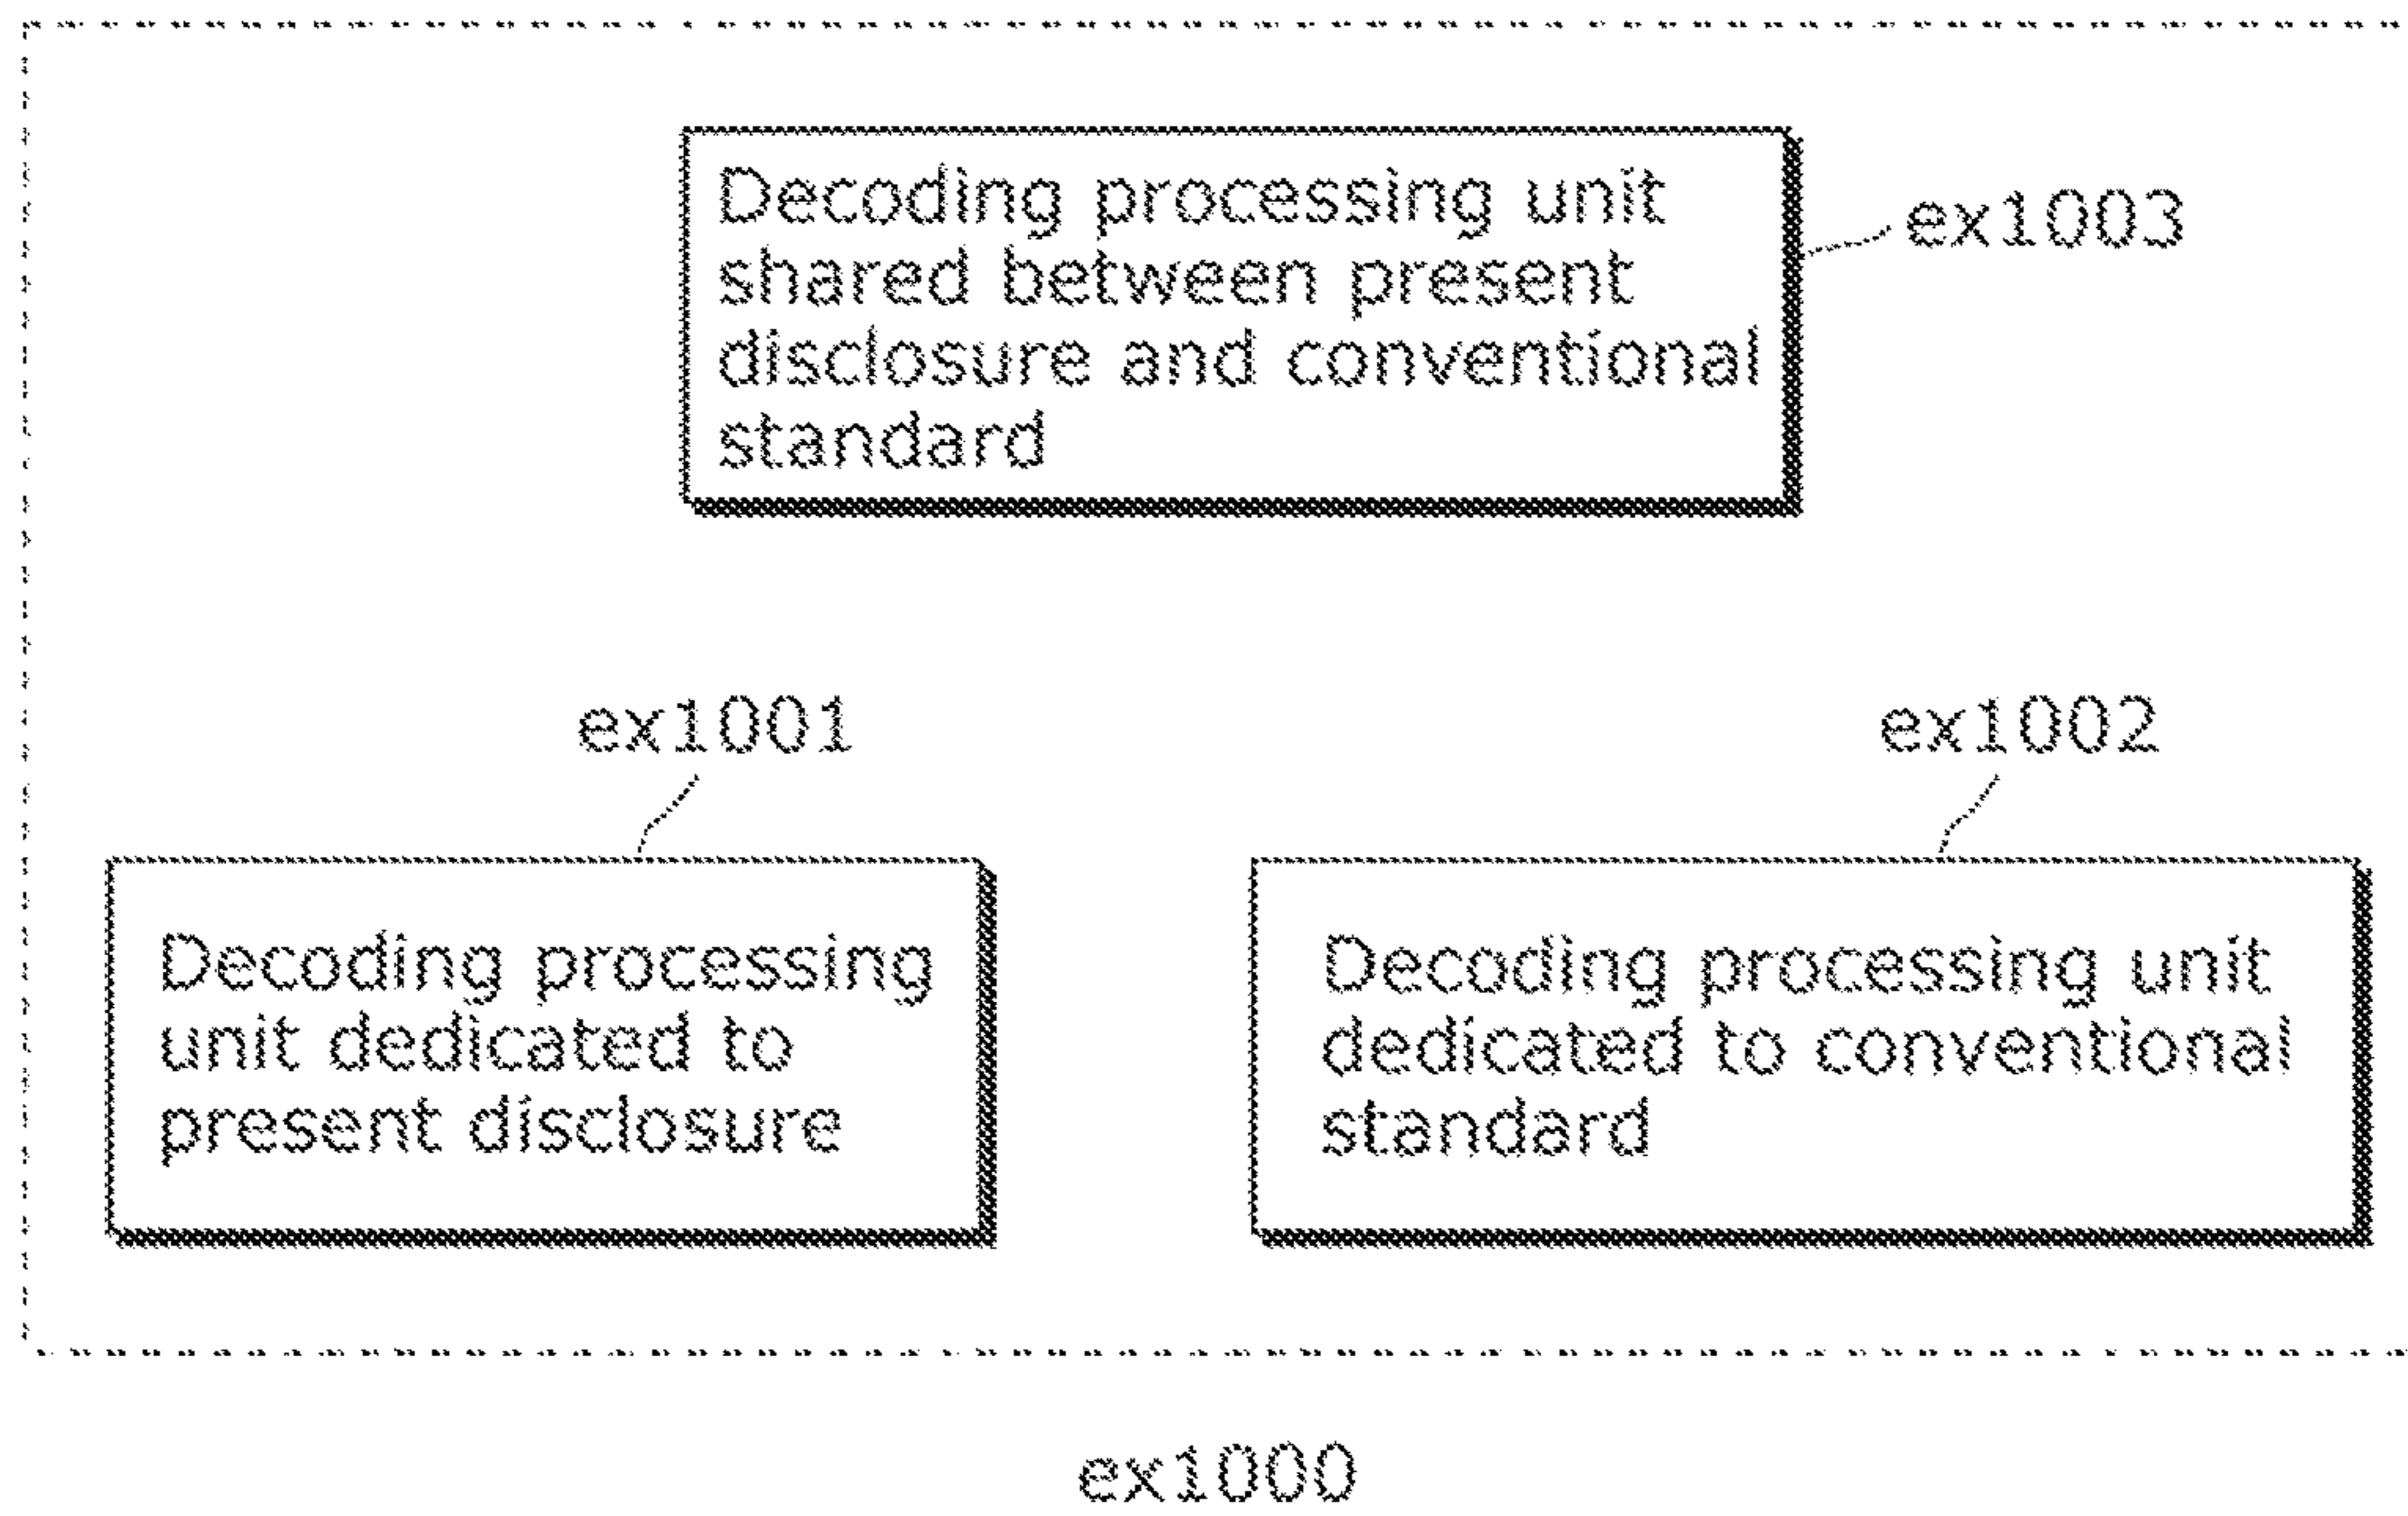 Decoding processing unit
shared between present
disclosure and conventional
standard
ex1003
ex1001
ex1002
Decoding processing
unit dedicated to
present disclosure
Decoding processing unit
dedicated to conventional
standard
ex1000